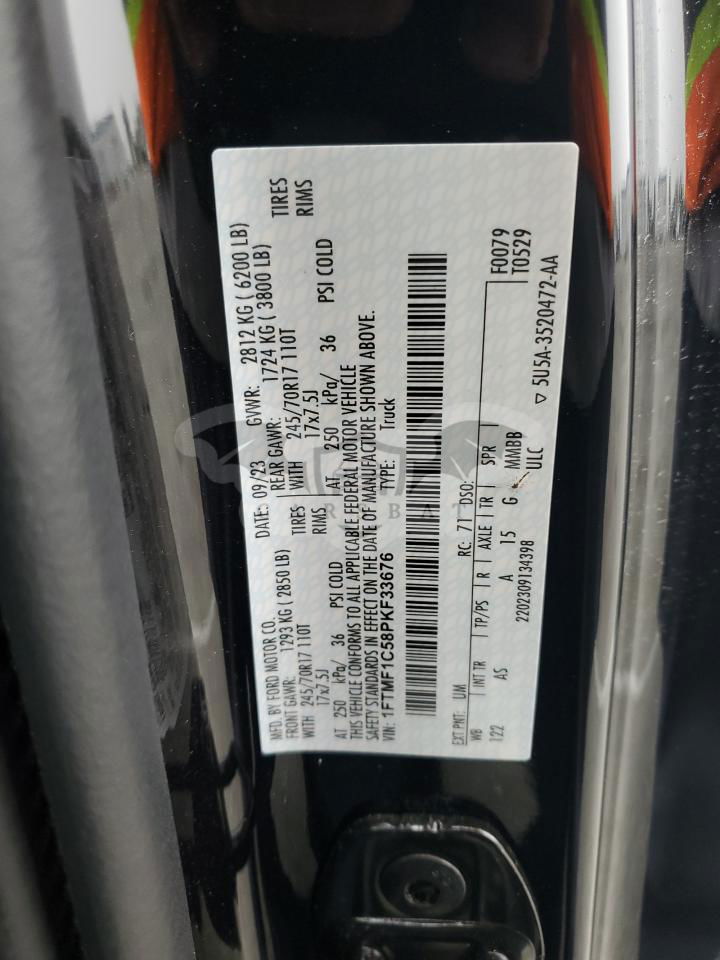 MFD. BY FORD MOTOR CO. DATE: 09/23 GVWR: 2812 KG ( 6200 LB)
FRONT GAWR: 1293 KG ( 2850 LB) REAR GAWR: 1724 KG ( 3800 LB)
WITH 245/70R17 110T TIRES WITH 245/70R17 110T TIRES
17x7.5J RIMS 17x7.5J RIMS
AT 250 kPa/ 36 PSI COLD AT 250 kPa/ 36 PSI COLD
THIS VEHICLE CONFORMS TO ALL APPLICABLE FEDERAL MOTOR VEHICLE
SAFETY STANDARDS IN EFFECT ON THE DATE OF MANUFACTURE SHOWN ABOVE.
VIN: 1FTMF1C58PKF33676 TYPE: Truck
EXT PNT: UM RC: 71 DSO: F0079
WB INT TR TP/PS R AXLE TR SPR T0529
122 AS A 15 G MMBB
2202309134398 ULC ▽ 5U5A-3520472-AA